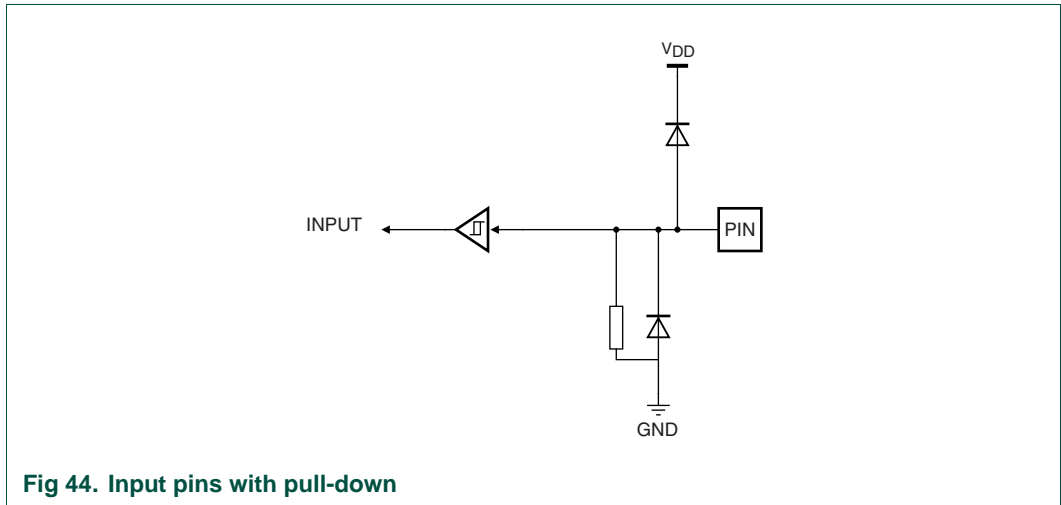 VDD
INPUT
PIN
GND
Fig 44. Input pins with pull-down